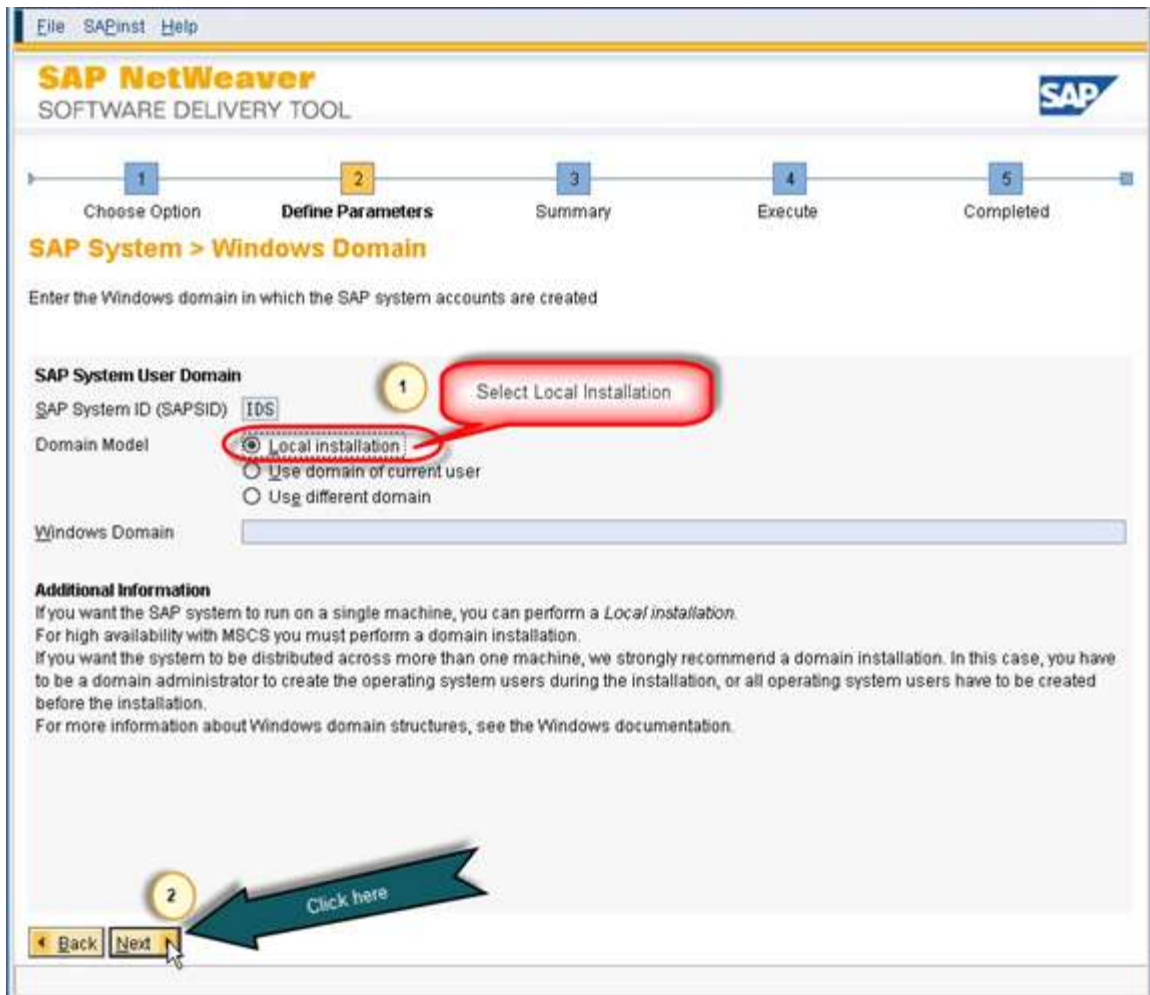 File SAPinst Help
SAP NetWeaver
SOFTWARE DELIVERY TOOL
SAP
1 2 3 4 5
Choose Option Define Parameters Summary Execute Completed
SAP System > Windows Domain
Enter the Windows domain in which the SAP system accounts are created
SAP System User Domain
1
Select Local Installation
SAP System ID (SAPSID) IDS
Domain Model Local installation
Use domain of current user
Use different domain
Windows Domain
Additional Information
If you want the SAP system to run on a single machine, you can perform a Local installation.
For high availability with MSCS you must perform a domain installation.
If you want the system to be distributed across more than one machine, we strongly recommend a domain installation. In this case, you have
to be a domain administrator to create the operating system users during the installation, or all operating system users have to be created
before the installation.
For more information about Windows domain structures, see the Windows documentation.
2
Click here
Back Next